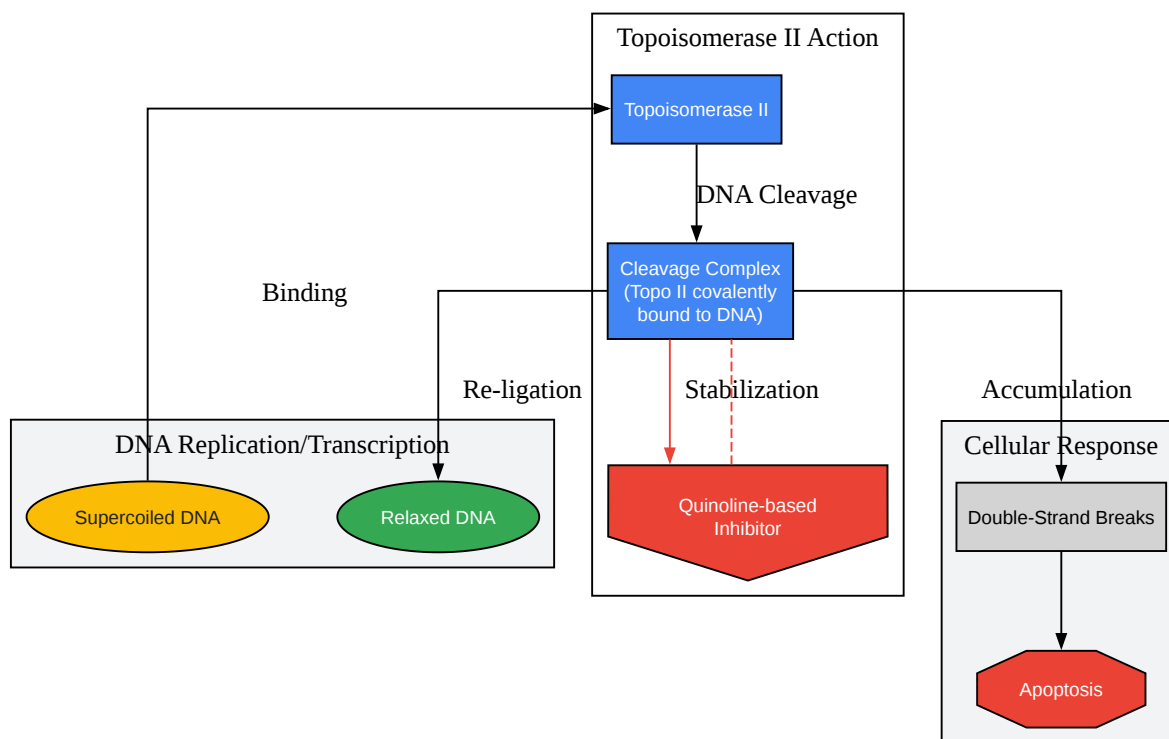 Topoisomerase II Action
Topoisomerase II
DNA Cleavage
Cleavage Complex
(Topo II covalently
bound to DNA)
Binding
Re-ligation
Stabilization
Accumulation
DNA Replication/Transcription
Supercoiled DNA
Relaxed DNA
Quinoline-based
Inhibitor
Cellular Response
Double-Strand Breaks
Apoptosis